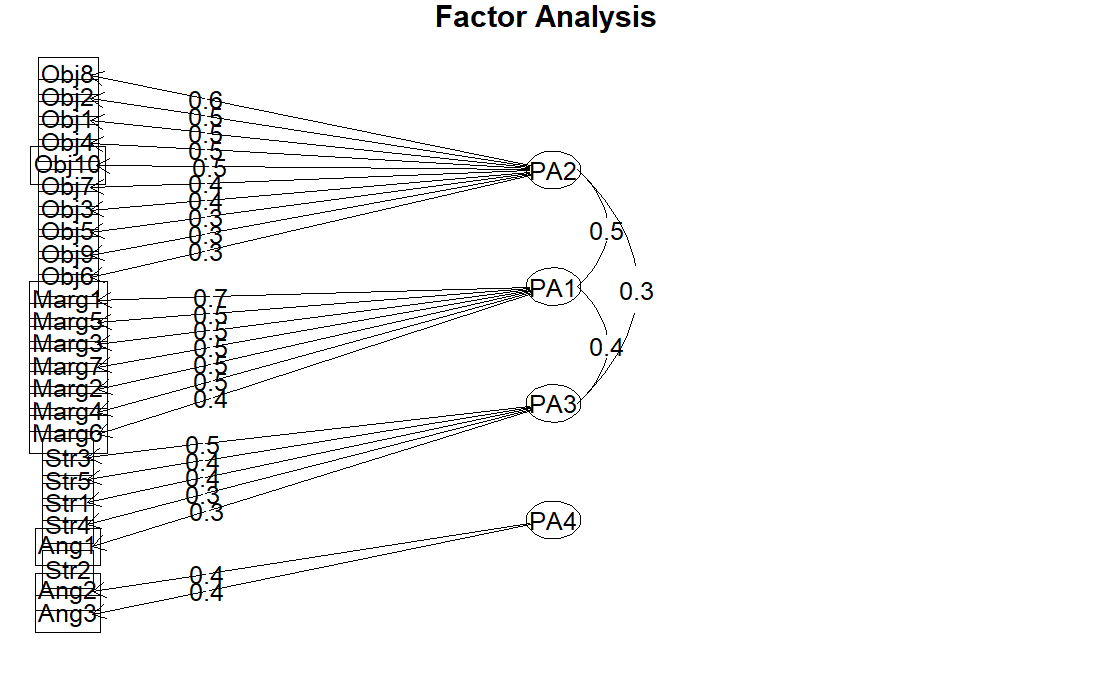 Factor Analysis
Obj8
Obj2
Obj1
Obj4
Obj10
Obj7
Obj3
Obj5
Obj9
Obj6
Marg1
Marg5
Marg3
Marg7
Marg2
Marg4
Marg6
Str3
Str5
Str1
Str4
Ang1
Str2
Ang2
Ang3
0.6
0.5
0.5
0.5
0.5
0.4
0.4
0.3
0.3
0.3
0.7
0.5
0.5
0.5
0.5
0.5
0.4
0.5
0.4
0.4
0.3
0.3
0.4
0.4
PA2
PA1
PA3
PA4
0.5
0.3
0.4